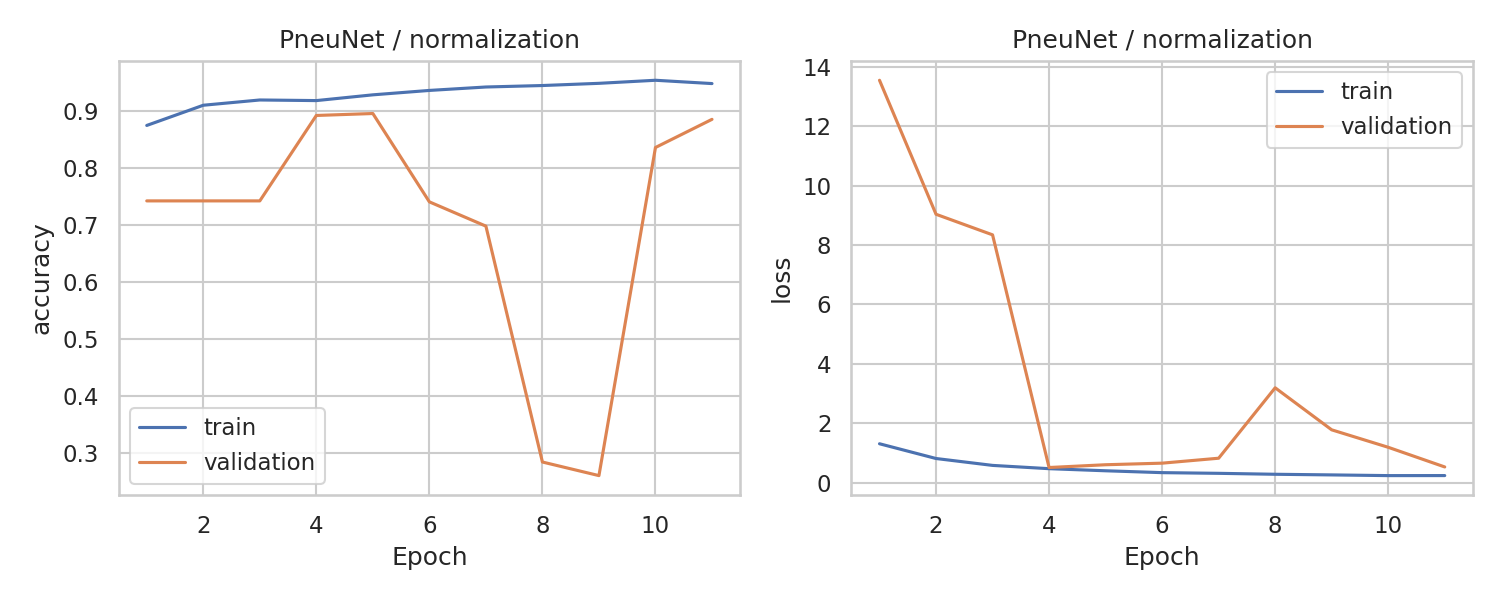 PneuNet / normalization
accuracy
0.9
0.8
0.7
0.6
0.5
0.4
0.3
train
validation
2 4 6 8 10
Epoch
PneuNet / normalization
loss
14
12
10
8
6
4
2
0
train
validation
2 4 6 8 10
Epoch